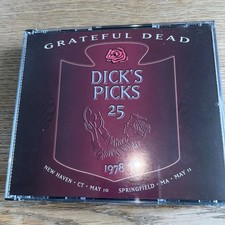 GRATEFUL DEAD
DICK'S
PICKS
25
1978
NEW HAVEN • CT • MAY 10 SPRINGFIELD • MA • MAY 11